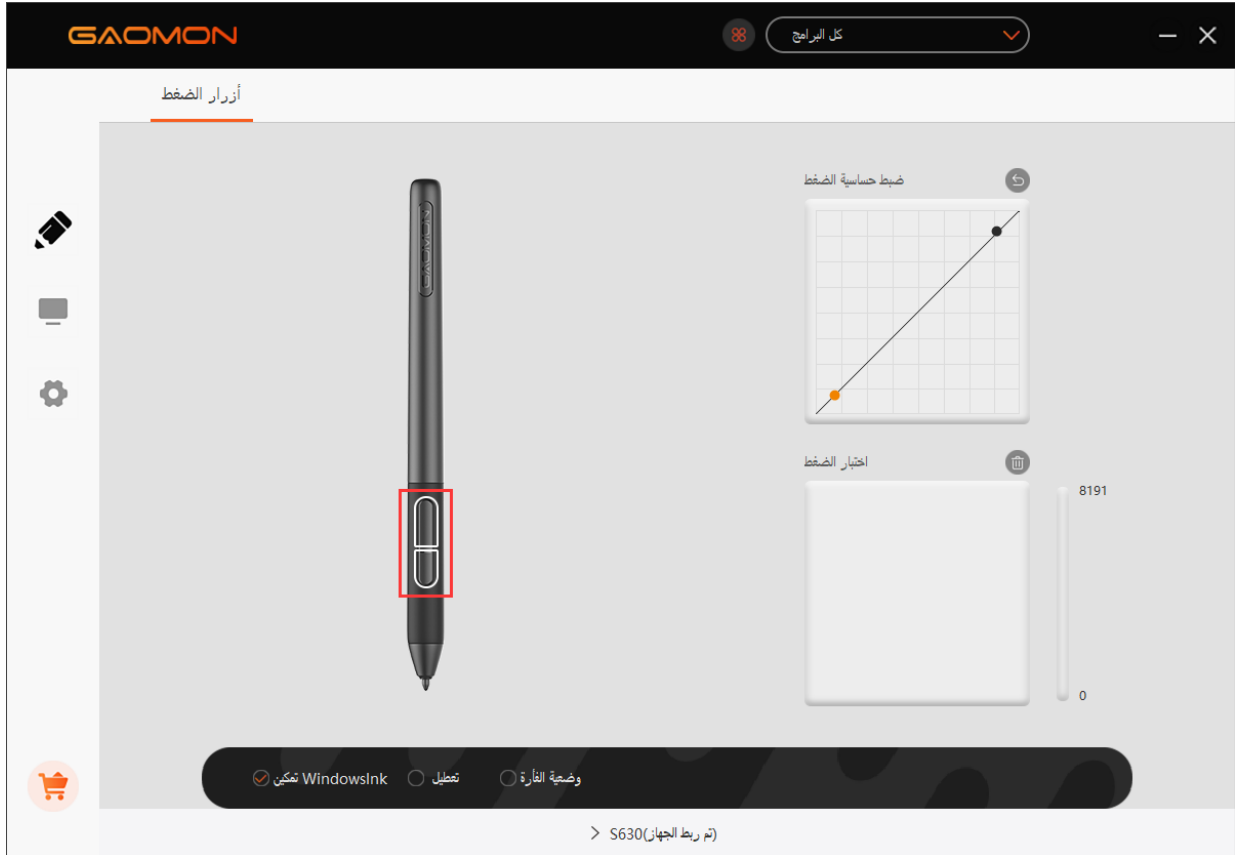 GAOMON
كل البرامج
أزرار الضغط
GAOMON
ضبط حساسية الضغط
اختبار الضغط
8191
0
تمكين WindowsInk
تعطيل
وضعية الفأرة
S630(تم ربط الجهاز)